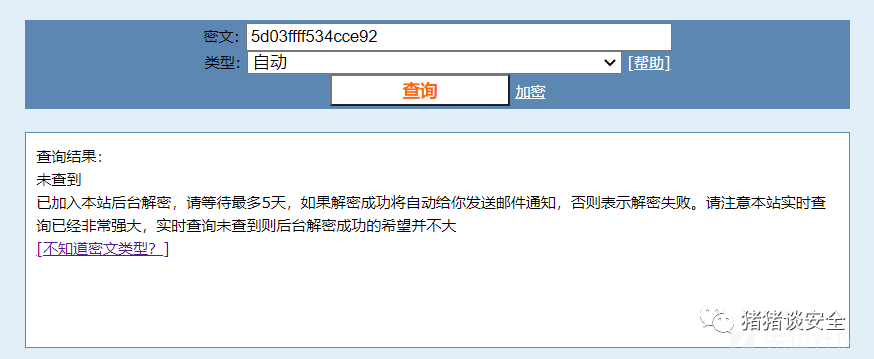 密文: 5d03ffff534cce92
类型: 自动 [帮助]
查询 加密
查询结果:
未查到
已加入本站后台解密，请等待最多5天，如果解密成功将自动给你发送邮件通知，否则表示解密失败。请注意本站实时查
询已经非常强大，实时查询未查到则后台解密成功的希望并不大
[不知道密文类型？]
猪猪谈安全